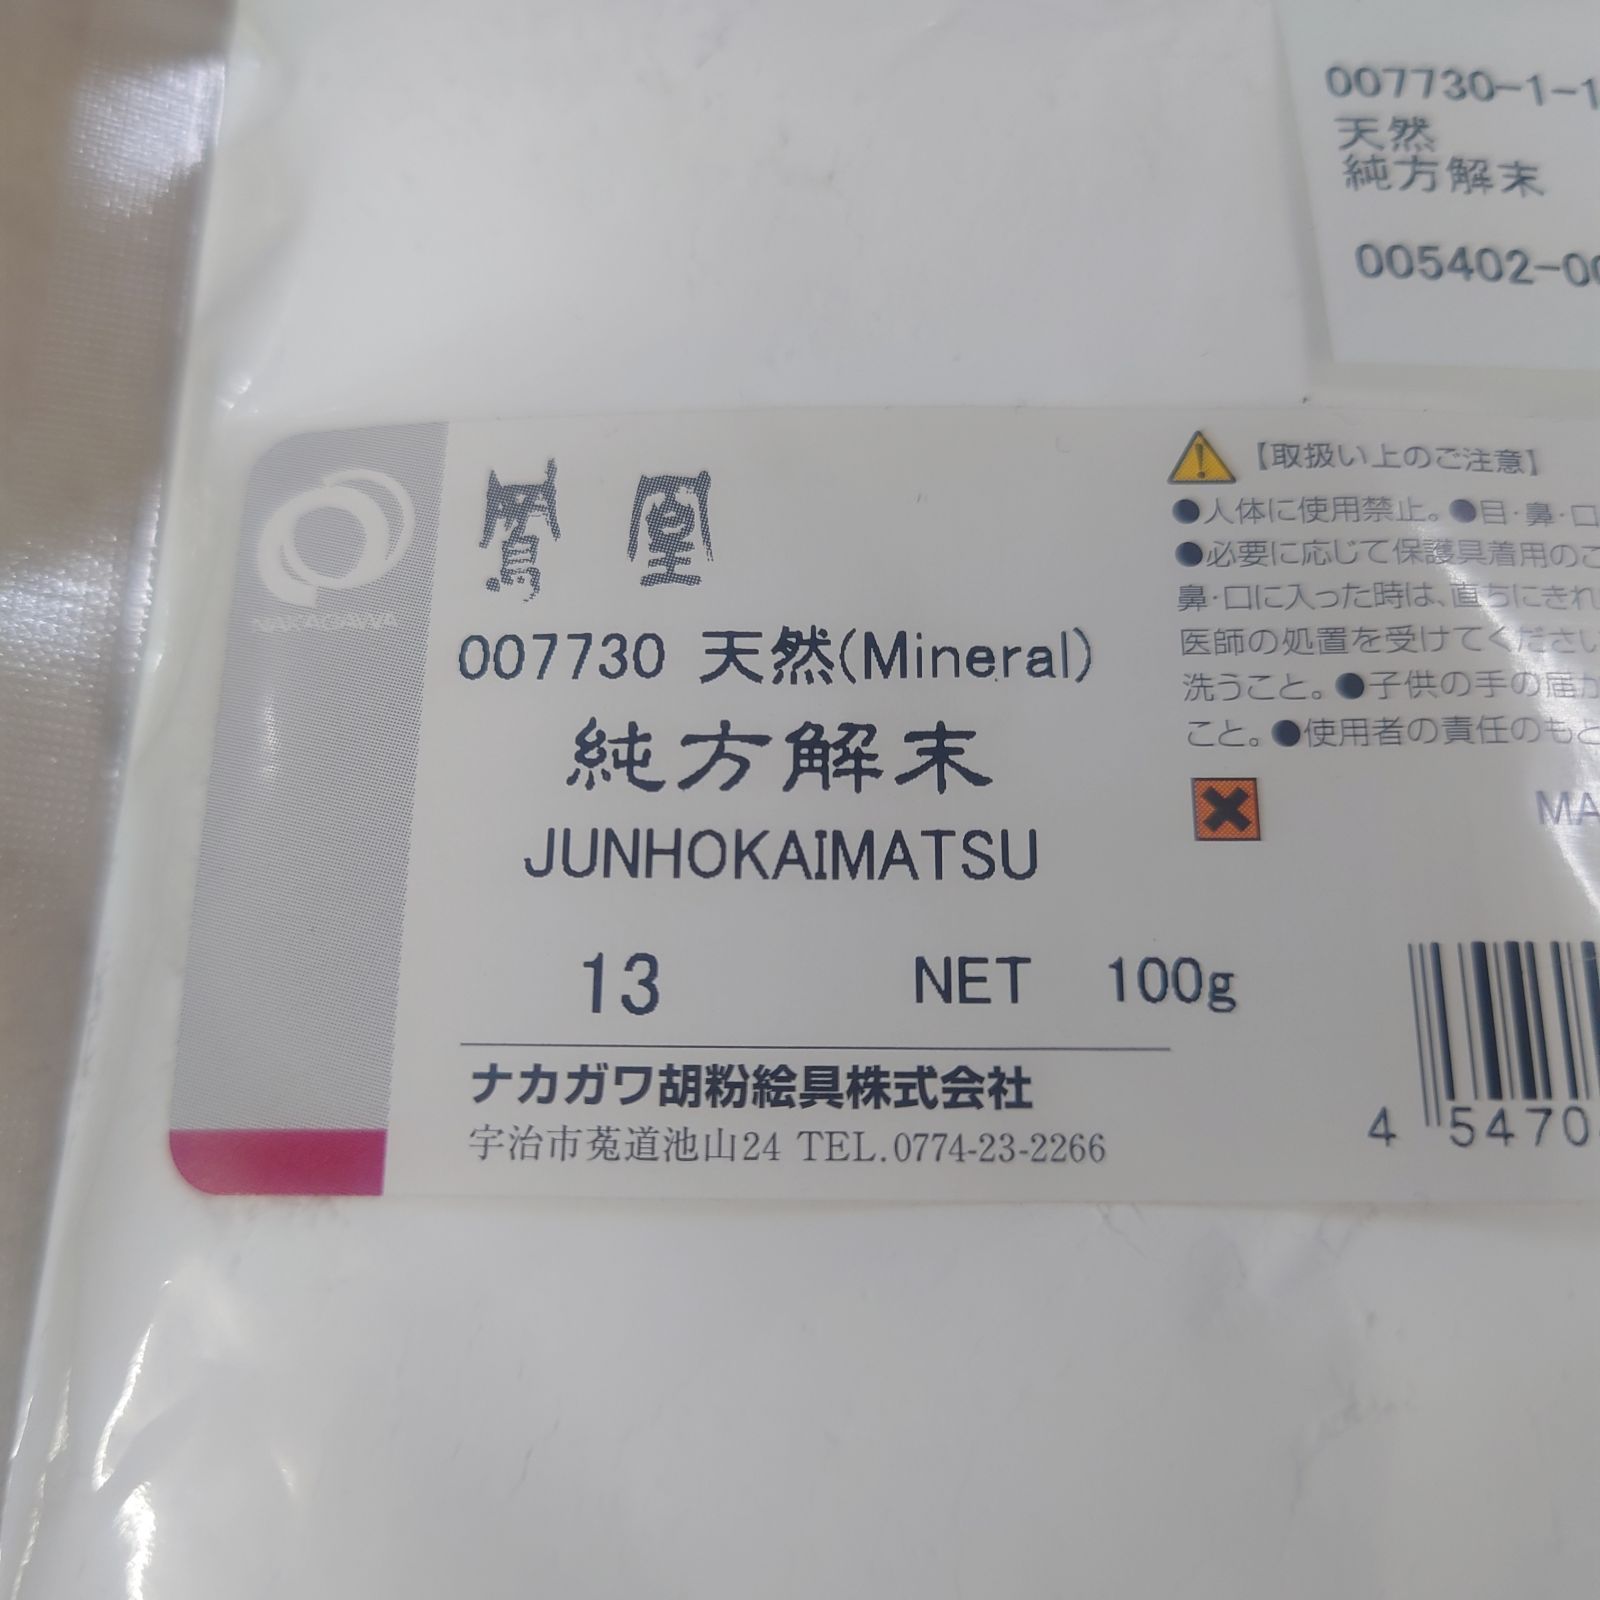 007730-1-1
天然
純方解末
005402-00
鳳凰
NAKAGAWA
007730 天然(Mineral)
純方解末
JUNHOKAIMATSU
13 NET 100g
ナカガワ胡粉絵具株式会社
宇治市菟道池山24 TEL.0774-23-2266
【取扱い上のご注意】
●人体に使用禁止。●目・鼻・口
●必要に応じて保護具着用のこ
鼻・口に入った時は、直ちにきれ
医師の処置を受けてください
洗うこと。●子供の手の届か
こと。●使用者の責任のもと
MA
4 5470